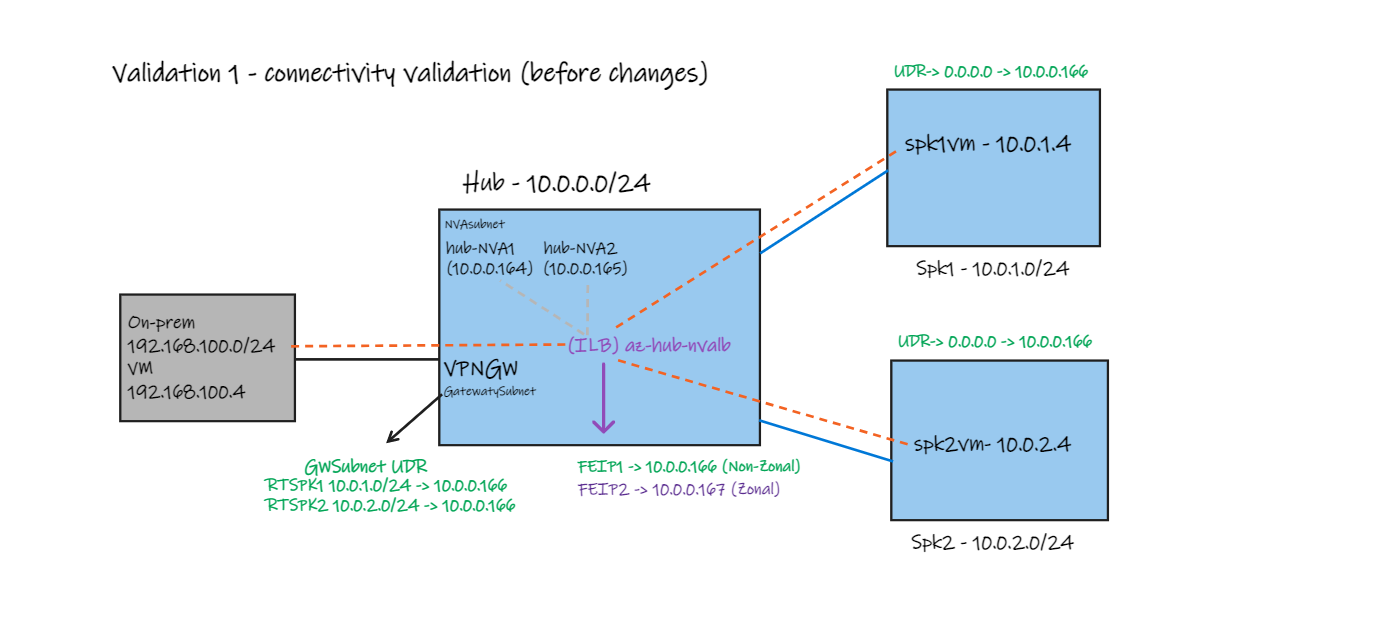 Validation 1 - connectivity validation (before changes)
UDR-> 0.0.0.0 -> 10.0.0.166
spk1vm - 10.0.1.4
Spk1 - 10.0.1.0/24
Hub - 10.0.0.0/24
NVAsubnet
hub-NVA1 hub-NVA2
(10.0.0.164) (10.0.0.165)
(ILB) az-hub-nvalb
VPNGW
GatewatySubnet
On-prem
192.168.100.0/24
VM
192.168.100.4
GWSubnet UDR
RTSPK1 10.0.1.0/24 -> 10.0.0.166
RTSPK2 10.0.2.0/24 -> 10.0.0.166
FEIP1 -> 10.0.0.166 (Non-Zonal)
FEIP2 -> 10.0.0.167 (Zonal)
UDR-> 0.0.0.0 -> 10.0.0.166
spk2vm- 10.0.2.4
Spk2 - 10.0.2.0/24